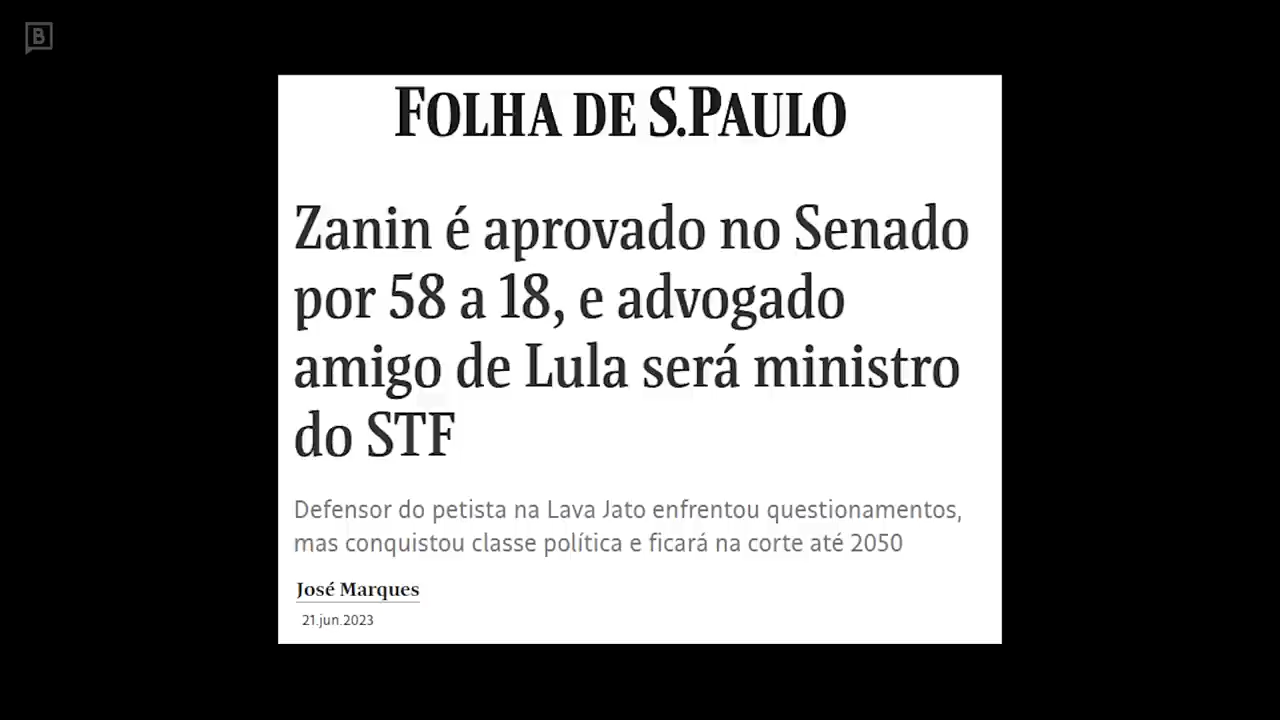 B
FOLHA DE S.PAULO
Zanin é aprovado no Senado
por 58 a 18, e advogado
amigo de Lula será ministro
do STF
Defensor do petista na Lava Jato enfrentou questionamentos,
mas conquistou classe política e ficará na corte até 2050
José Marques
21.jun.2023